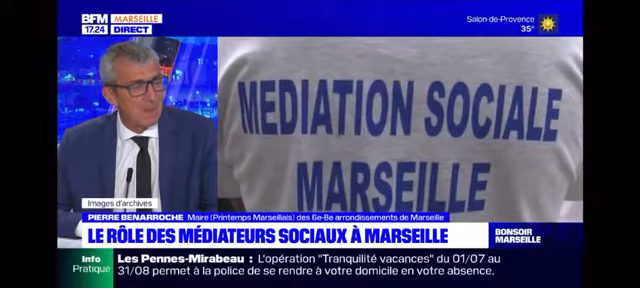 BFM MARSEILLE
17.24 DIRECT
Salon-de-Provence
35°
MEDIATION SOCIALE
MARSEILLE
Images d'archives
PIERRE BENARROCHE Maire (Printemps Marseillais) des 6e-8e arrondissements de Marseille
LE RÔLE DES MÉDIATEURS SOCIAUX À MARSEILLE
BONSOIR
MARSEILLE
Info
Pratique
Les Pennes-Mirabeau : L'opération "Tranquilité vacances" du 01/07 au
31/08 permet à la police de se rendre à votre domicile en votre absence.